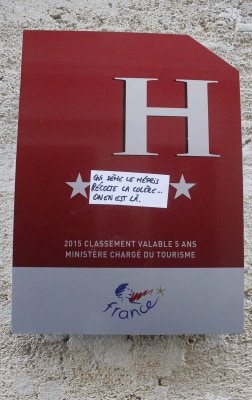 H
QUI SÈME LE MÉPRIS
RÉCOLTE LA COLÈRE...
ON EN EST LÀ.
2015 CLASSEMENT VALABLE 5 ANS
MINISTÈRE CHARGÉ DU TOURISME
france